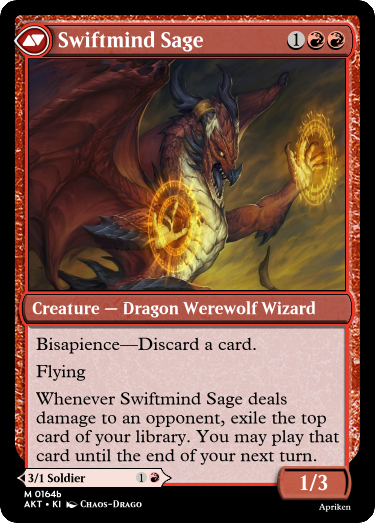 Swiftmind Sage 1
Creature — Dragon Werewolf Wizard
Bisapience—Discard a card.
Flying
Whenever Swiftmind Sage deals
damage to an opponent, exile the top
card of your library. You may play that
card until the end of your next turn.
3/1 Soldier 1
1/3
M 0164b
AKT • KI Chaos-Drago
Apriken